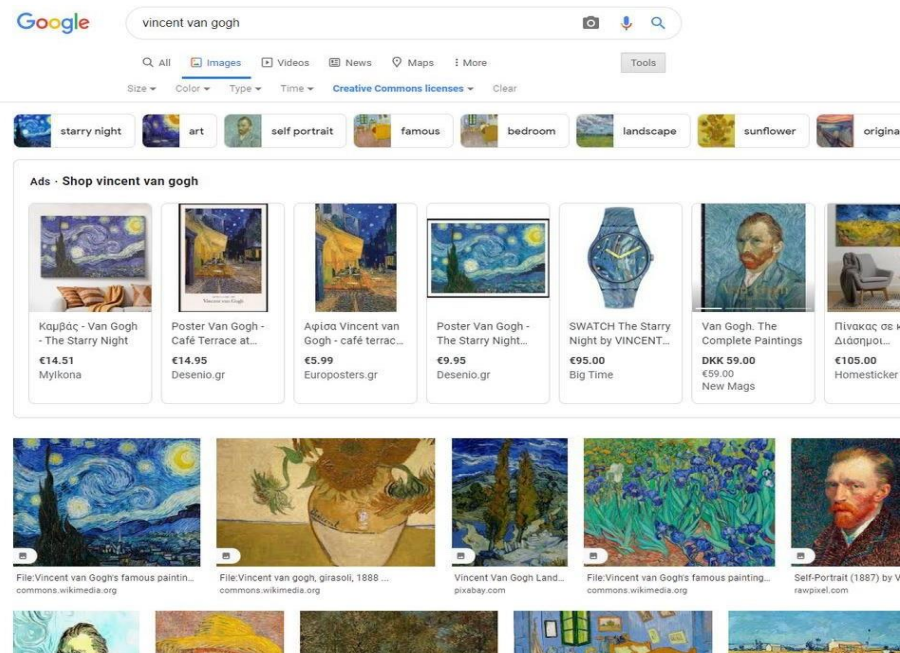 Google
vincent van gogh
All Images Videos News Maps More Tools
Size Color Type Time Creative Commons licenses Clear
starry night art self portrait famous bedroom landscape sunflower origina
Ads · Shop vincent van gogh
Καμβάς - Van Gogh
- The Starry Night
€14.51
MyIkona
Poster Van Gogh -
Café Terrace at...
€14.95
Desenio.gr
Αφίσα Vincent van
Gogh - café terrac...
€5.99
Europosters.gr
Poster Van Gogh -
The Starry Night...
€9.95
Desenio.gr
SWATCH The Starry
Night by VINCENT...
€95.00
Big Time
Van Gogh. The
Complete Paintings
DKK 59.00
€59.00
New Mags
Πίνακας σε κ
Διάσημοι...
€105.00
Homesticker
File:Vincent van Gogh's famous paintin...
commons.wikimedia.org
File:Vincent van gogh, girasoli, 1888 ...
commons.wikimedia.org
Vincent Van Gogh Land...
pixabay.com
File:Vincent van Gogh's famous painting...
commons.wikimedia.org
Self-Portrait (1887) by V
rawpixel.com